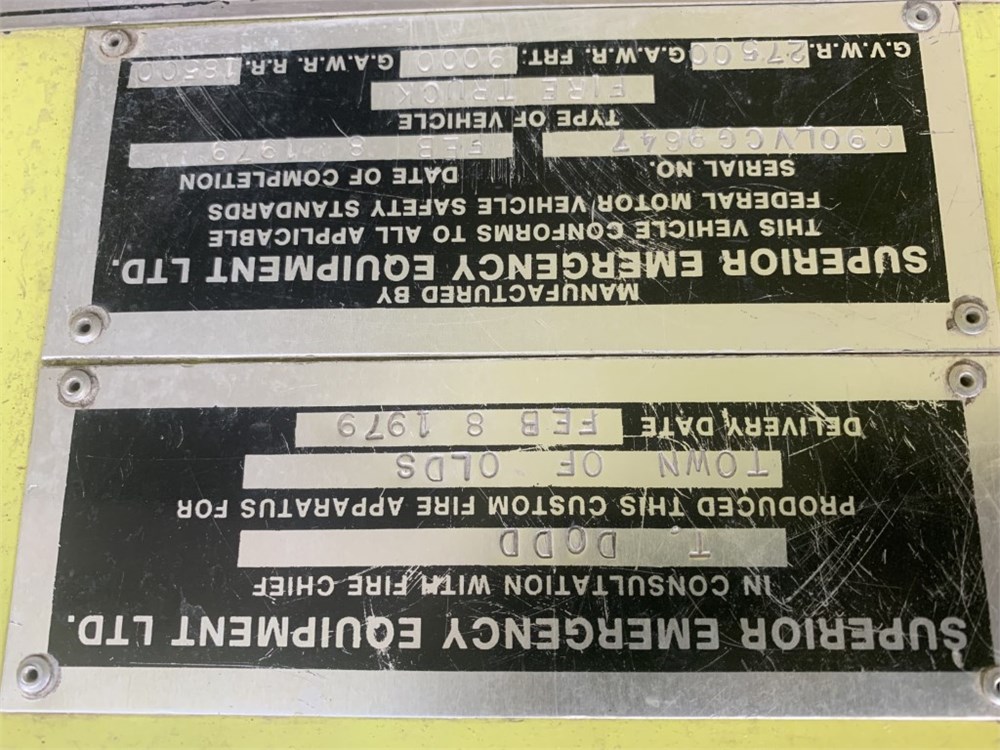 SUPERIOR EMERGENCY EQUIPMENT LTD.
IN CONSULTATION WITH FIRE CHIEF
T. DODD
PRODUCED THIS CUSTOM FIRE APPARATUS FOR
TOWN OF OLDS
DELIVERY DATE FEB 8 1979
MANUFACTURED BY
SUPERIOR EMERGENCY EQUIPMENT LTD.
THIS VEHICLE CONFORMS TO ALL APPLICABLE
FEDERAL MOTOR VEHICLE SAFETY STANDARDS
SERIAL NO. DATE OF COMPLETION
C90LVCG9647 FEB 8 1979
TYPE OF VEHICLE
FIRE TRUCK
G.V.W.R. 27500 G.A.W.R. FRT. 9000 G.A.W.R. R.R. 18500